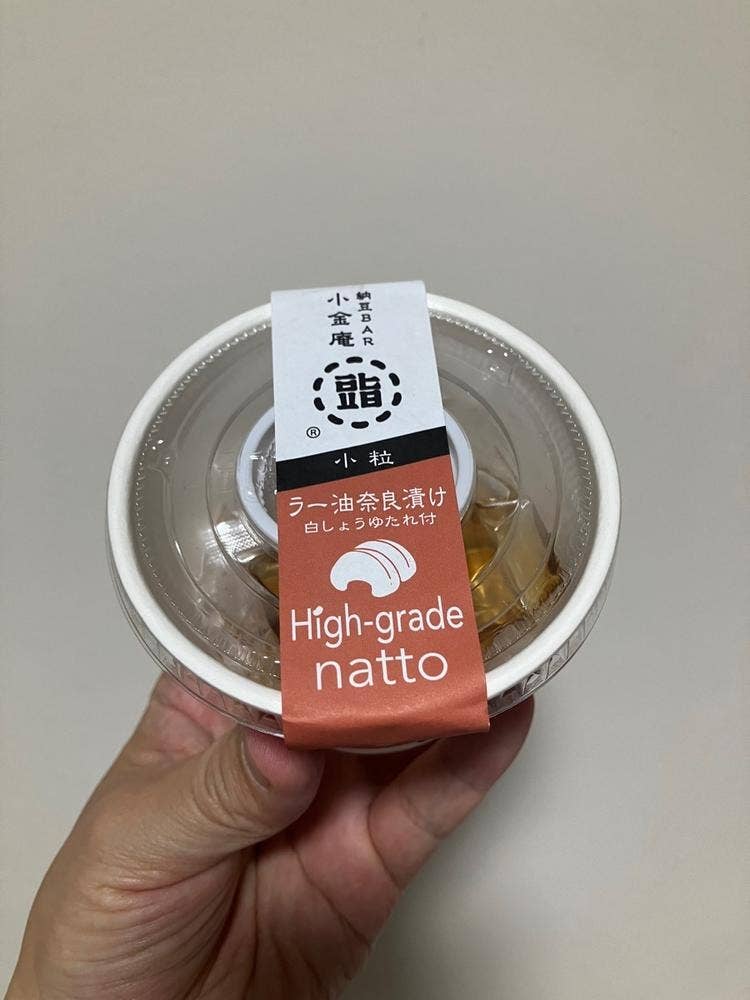 納豆BAR
小金庵
®
小粒
ラー油奈良漬け
白しょうゆたれ付
High-grade
natto